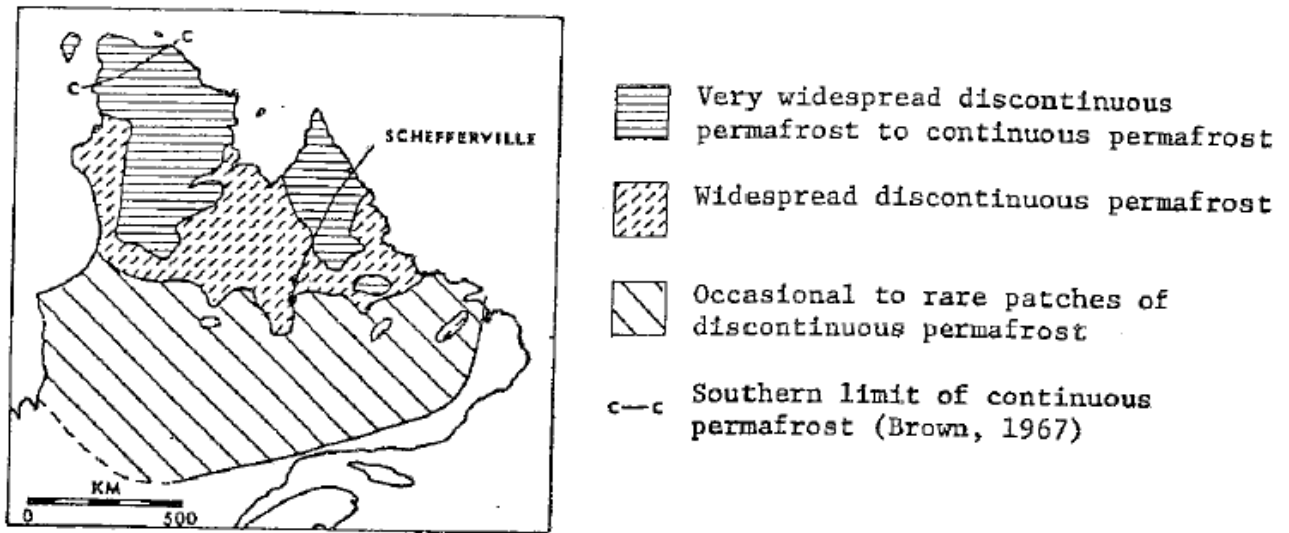 C
C
SCHEFFERVILLE
KM
0 500
Very widespread discontinuous
permafrost to continuous permafrost
Widespread discontinuous permafrost
Occasional to rare patches of
discontinuous permafrost
C—C Southern limit of continuous
permafrost (Brown, 1967)